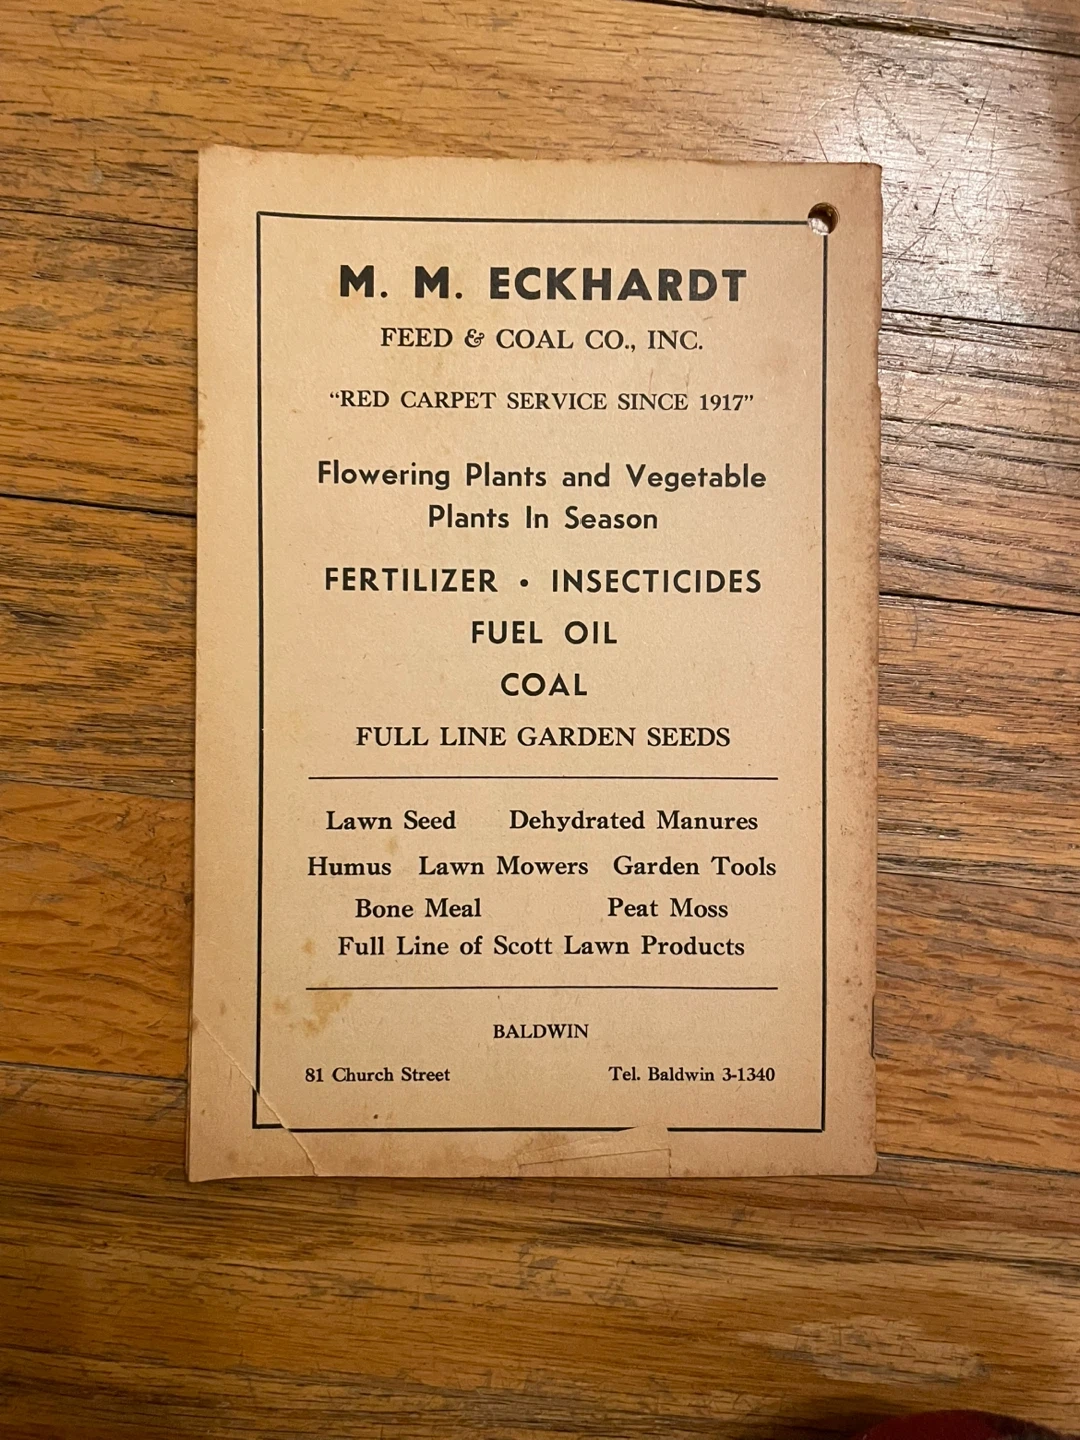 M. M. ECKHARDT
FEED & COAL CO., INC.
“RED CARPET SERVICE SINCE 1917”
Flowering Plants and Vegetable
Plants In Season
FERTILIZER • INSECTICIDES
FUEL OIL
COAL
FULL LINE GARDEN SEEDS
Lawn Seed Dehydrated Manures
Humus Lawn Mowers Garden Tools
Bone Meal Peat Moss
Full Line of Scott Lawn Products
BALDWIN
81 Church Street Tel. Baldwin 3-1340